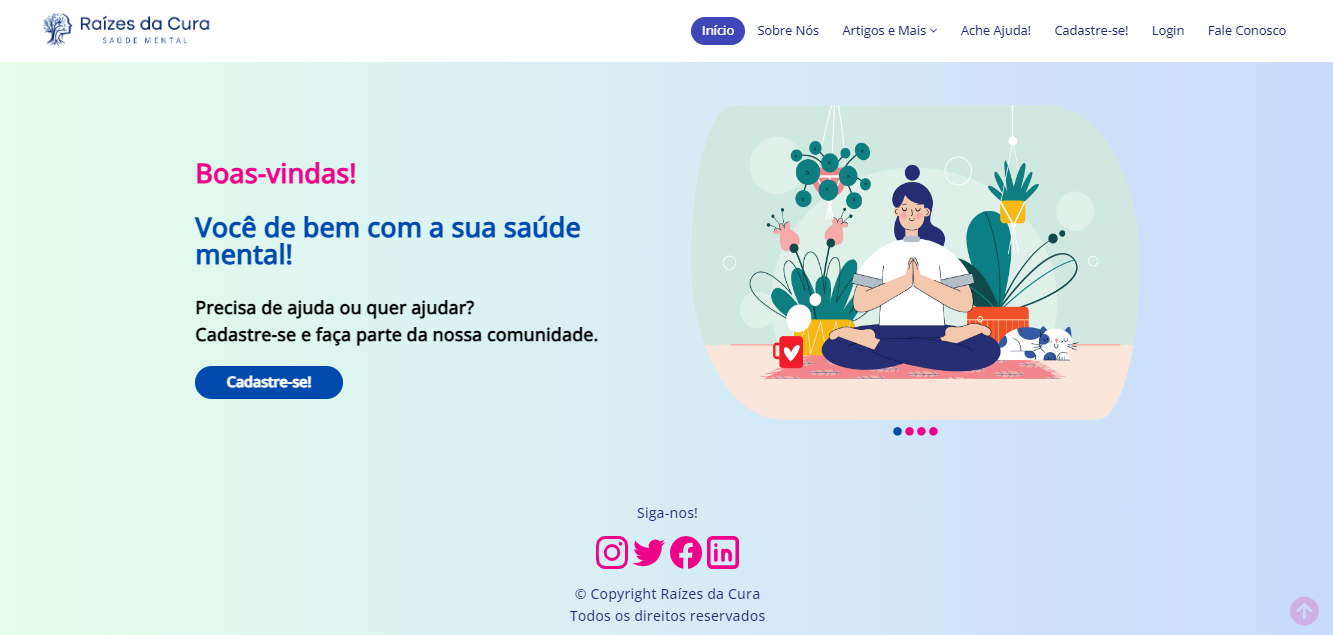 Raízes da Cura
SAÚDE MENTAL
Início
Sobre Nós
Artigos e Mais
Ache Ajuda!
Cadastre-se!
Login
Fale Conosco
Boas-vindas!
Você de bem com a sua saúde
mental!
Precisa de ajuda ou quer ajudar?
Cadastre-se e faça parte da nossa comunidade.
Cadastre-se!
Siga-nos!
© Copyright Raízes da Cura
Todos os direitos reservados